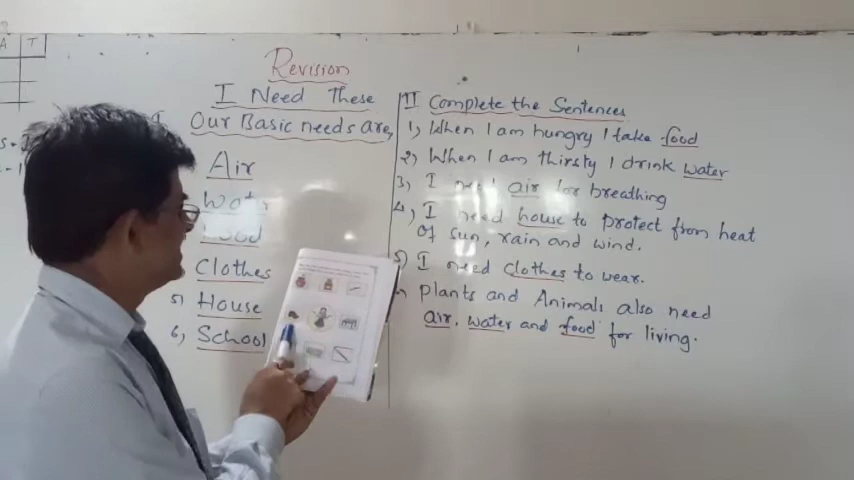 A T
Revision
I Need These
I Our Basic needs are,
Air
Water
Food
Clothes
5) House
6) School
II Complete the Sentences
1) When I am hungry I take food
2) When I am thirsty I drink water
3) I need air for breathing
4) I need house to protect from heat
of sun, rain and wind.
5) I need clothes to wear.
Plants and Animals also need
air, water and food for living.